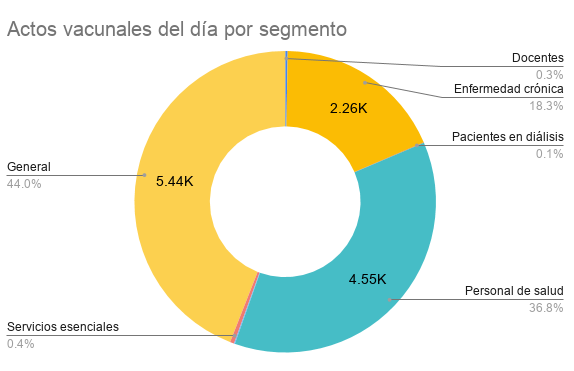 Actos vacunales del día por segmento
Docentes
0.3%
Enfermedad crónica
18.3%
2.26K
Pacientes en diálisis
0.1%
General
44.0%
5.44K
4.55K
Personal de salud
36.8%
Servicios esenciales
0.4%